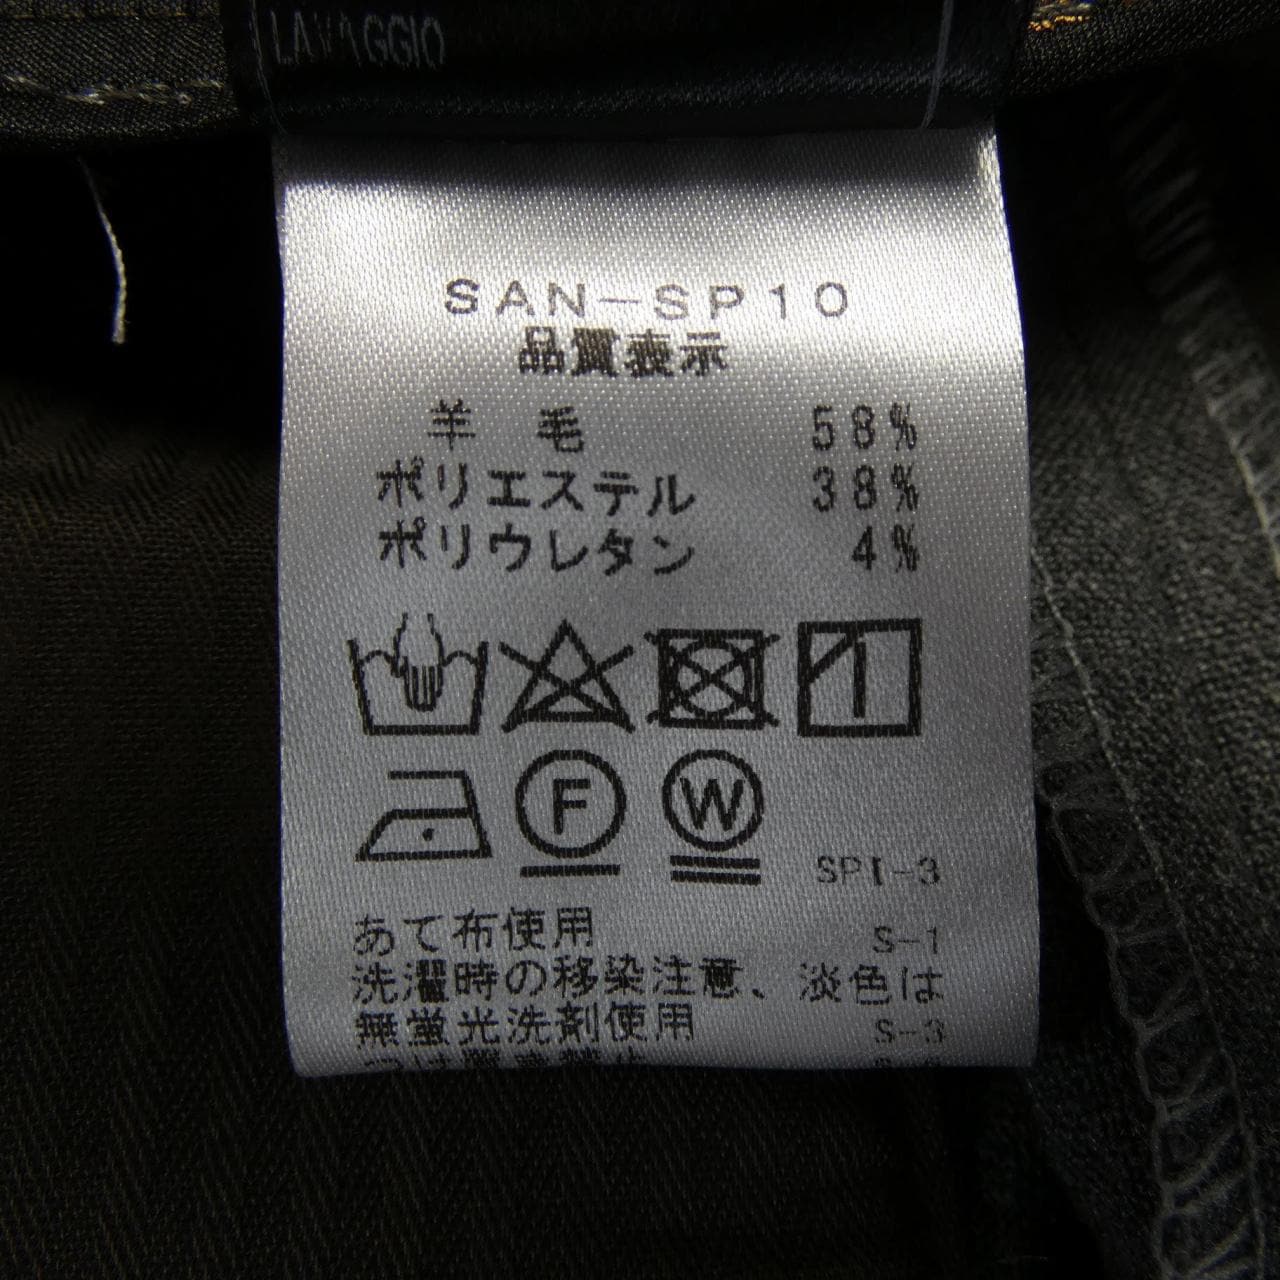 LAVAGGIO
SAN-SP10
品質表示
羊毛 58%
ポリエステル 38%
ポリウレタン 4%
F W
SPI-3
あて布使用 S-1
洗濯時の移染注意、淡色は
無蛍光洗剤使用 S-3